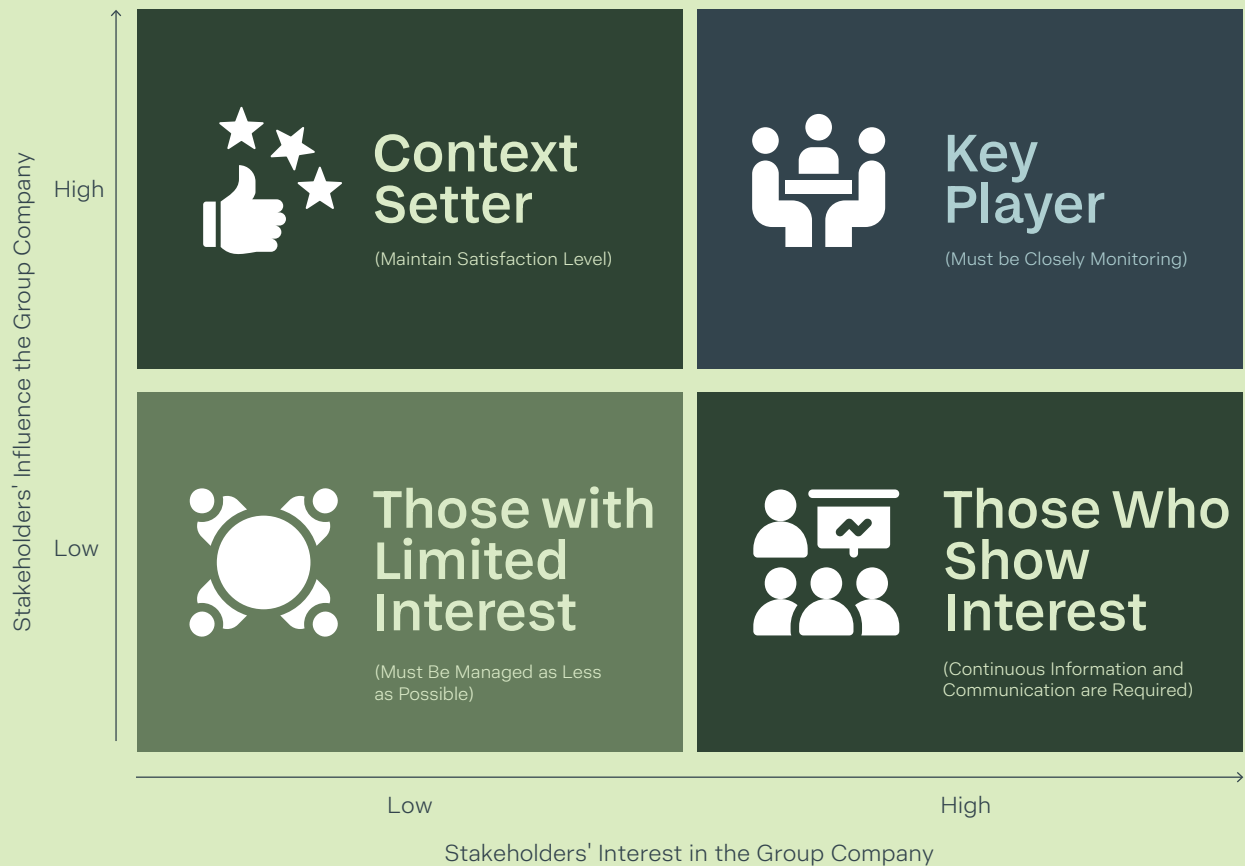 Stakeholders' Influence the Group Company
High
Context
Setter
(Maintain Satisfaction Level)
Key
Player
(Must be Closely Monitoring)
Low
Those with
Limited
Interest
(Must Be Managed as Less
as Possible)
Those Who
Show
Interest
(Continuous Information and
Communication are Required)
Low
High
Stakeholders' Interest in the Group Company